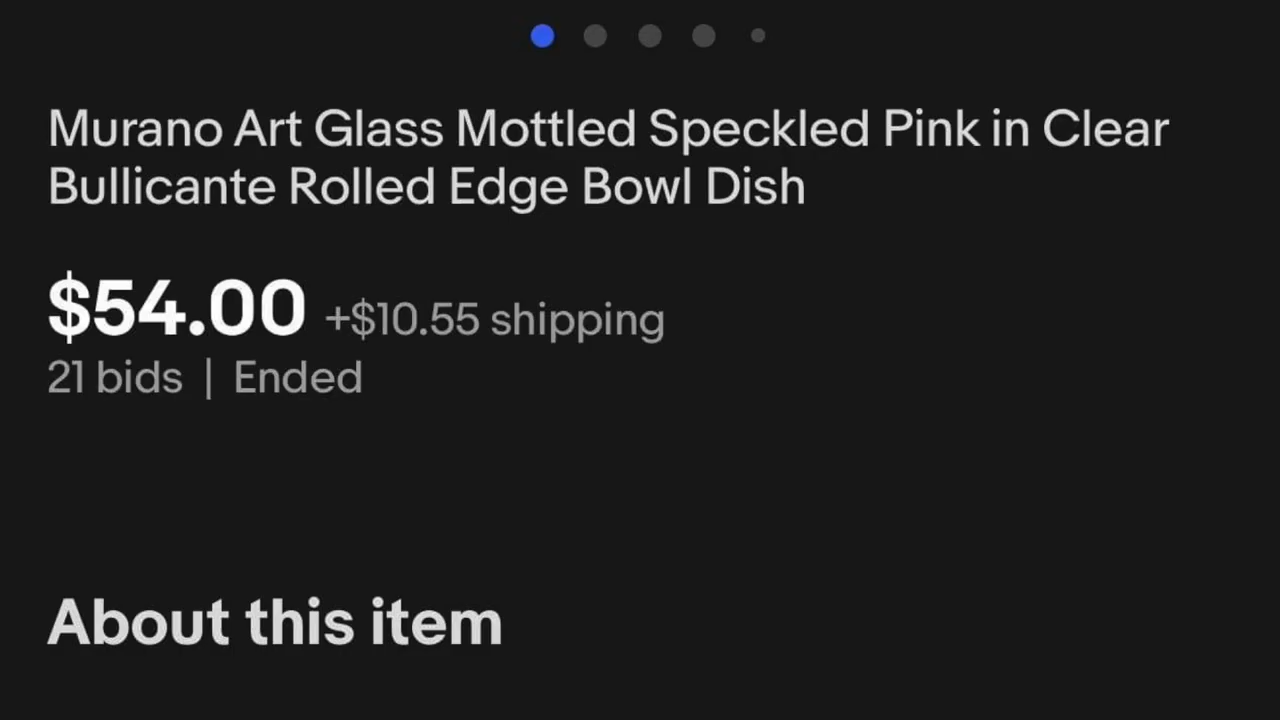 Murano Art Glass Mottled Speckled Pink in Clear
Bullicante Rolled Edge Bowl Dish
$54.00 +$10.55 shipping
21 bids | Ended
About this item